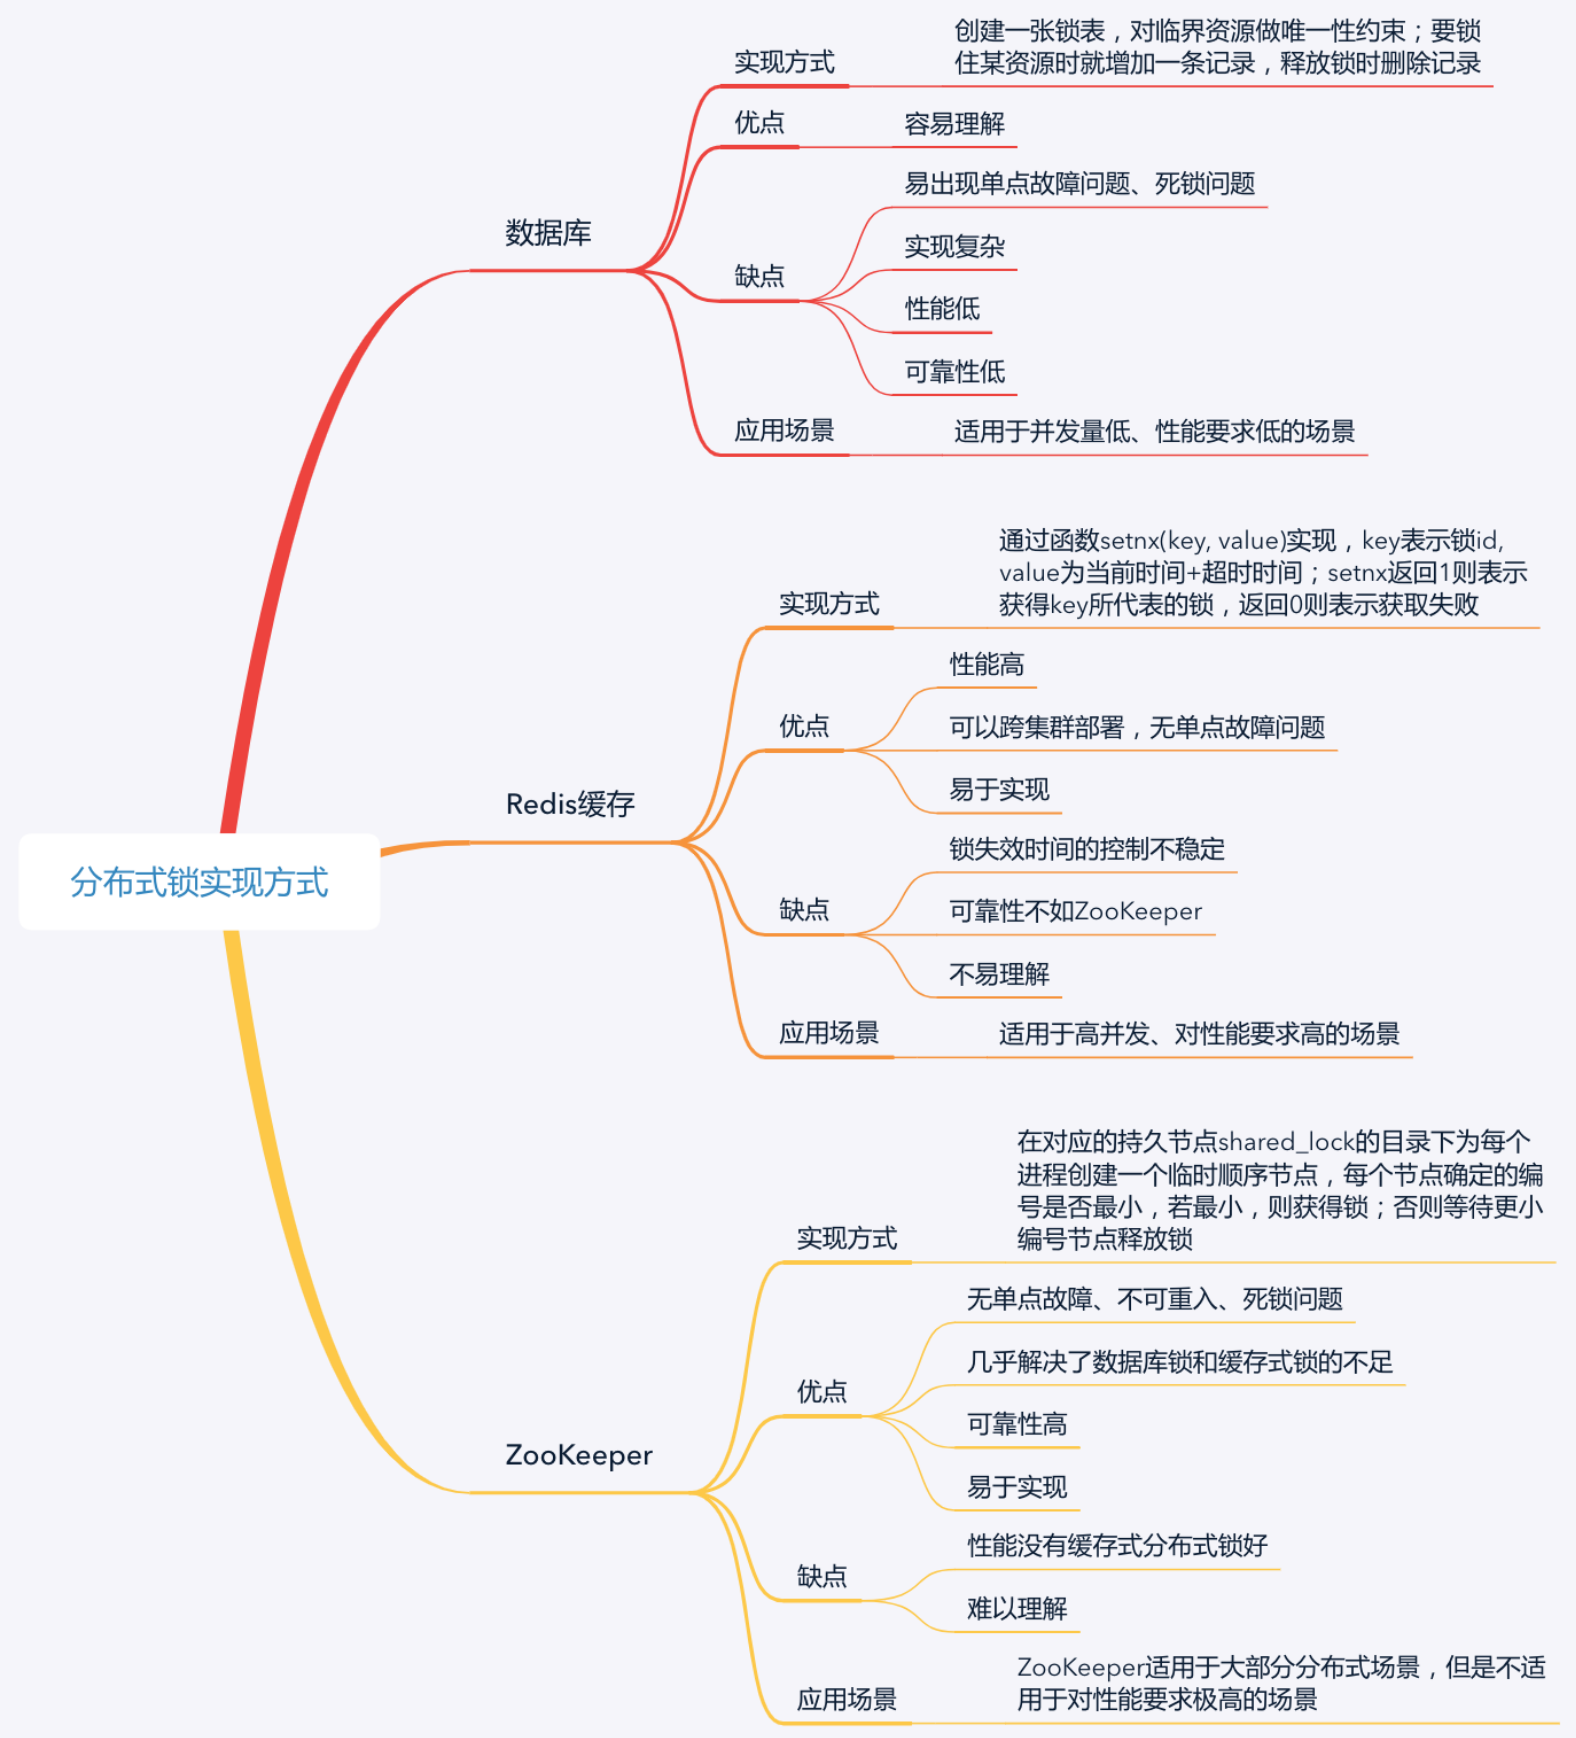 分布式锁实现方式
数据库
实现方式
创建一张锁表，对临界资源做唯一性约束；要锁
住某资源时就增加一条记录，释放锁时删除记录
优点
容易理解
缺点
易出现单点故障问题、死锁问题
实现复杂
性能低
可靠性低
应用场景
适用于并发量低、性能要求低的场景
Redis缓存
实现方式
通过函数setnx(key, value)实现，key表示锁id,
value为当前时间+超时时间；setnx返回1则表示
获得key所代表的锁，返回0则表示获取失败
优点
性能高
可以跨集群部署，无单点故障问题
易于实现
缺点
锁失效时间的控制不稳定
可靠性不如ZooKeeper
不易理解
应用场景
适用于高并发、对性能要求高的场景
ZooKeeper
实现方式
在对应的持久节点shared_lock的目录下为每个
进程创建一个临时顺序节点，每个节点确定的编
号是否最小，若最小，则获得锁；否则等待更小
编号节点释放锁
优点
无单点故障、不可重入、死锁问题
几乎解决了数据库锁和缓存式锁的不足
可靠性高
易于实现
缺点
性能没有缓存式分布式锁好
难以理解
应用场景
ZooKeeper适用于大部分分布式场景，但是不适
用于对性能要求极高的场景